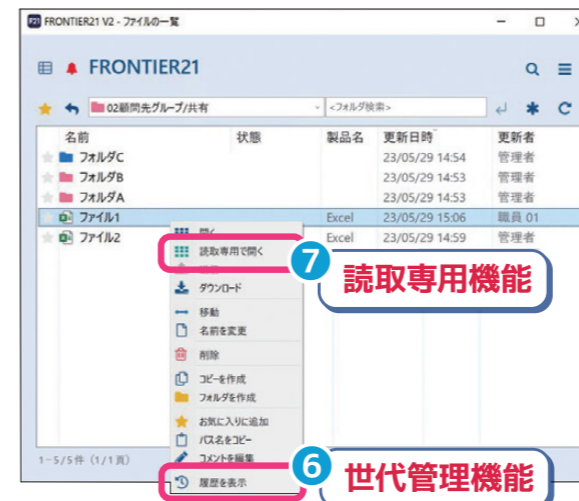 F21 FRONTIER21 V2 - ファイルの一覧
FRONTIER21
02顧問先グループ/共有
<フォルダ検索>
名前 状態 製品名 更新日時 更新者
フォルダC 23/05/29 14:54 管理者
フォルダB 23/05/29 14:53 管理者
フォルダA 23/05/29 14:53 管理者
ファイル1 Excel 23/05/29 15:06 職員 01
ファイル2 Excel 23/05/29 14:59 管理者
開く
読取専用で開く
7
読取専用機能
ダウンロード
移動
名前を変更
削除
コピーを作成
フォルダを作成
お気に入りに追加
パス名をコピー
コメントを編集
履歴を表示
6
世代管理機能
1-5/5件 (1/1頁)